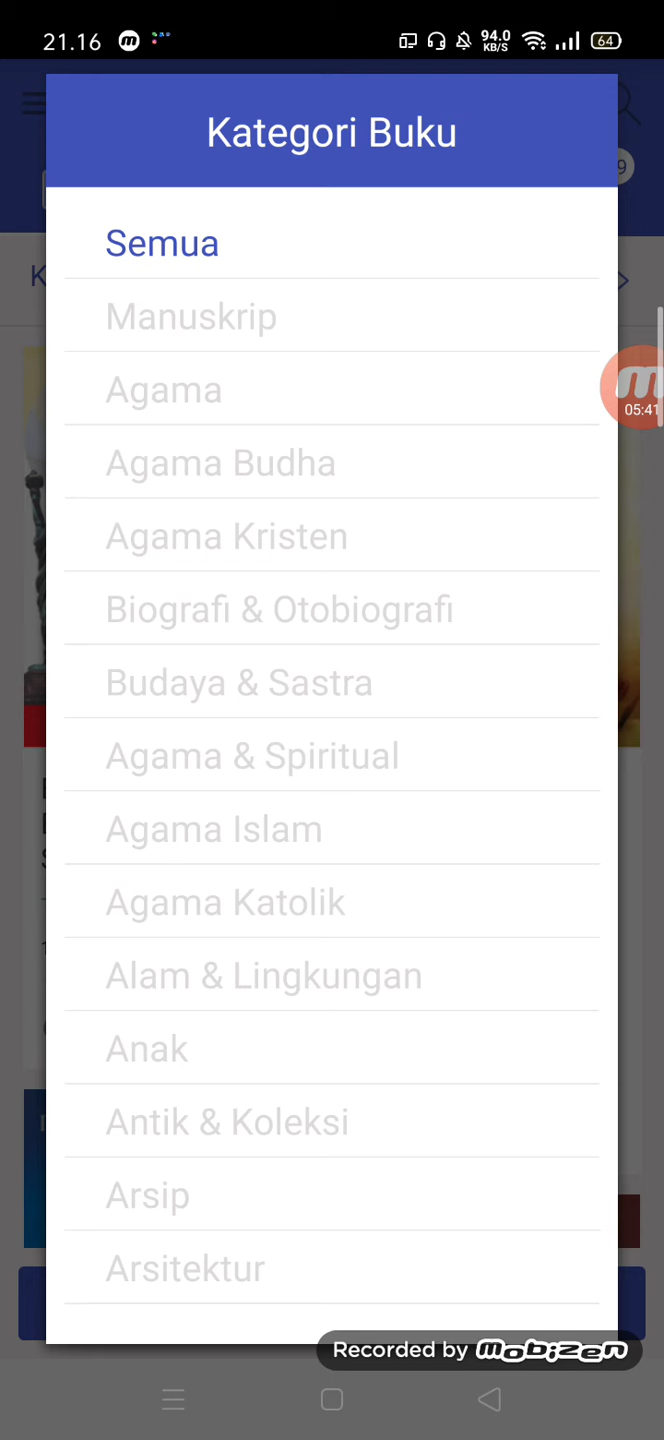 21.16
94.0
KB/S
64
Kategori Buku
9
K
Semua
Manuskrip
Agama
05:41
Agama Budha
Agama Kristen
Biografi & Otobiografi
Budaya & Sastra
Agama & Spiritual
Agama Islam
Agama Katolik
Alam & Lingkungan
Anak
Antik & Koleksi
Arsip
Arsitektur
Recorded by mobizen